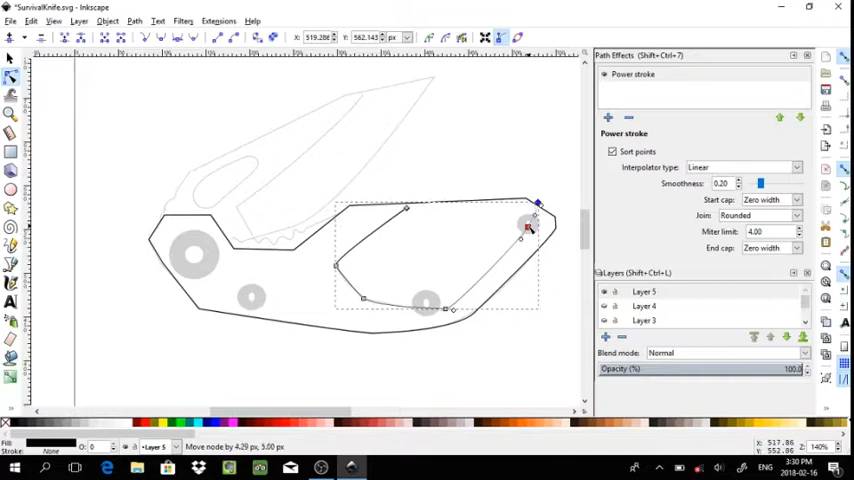 *SurvivalKnife.svg - Inkscape
File Edit View Layer Object Path Text Filters Extensions Help
X: 519.286 Y: 562.143 px
Path Effects (Shift+Ctrl+7)
Power stroke
Power stroke
Sort points
Interpolator type: Linear
Smoothness: 0.20
Start cap: Zero width
Join: Rounded
Miter limit: 4.00
End cap: Zero width
Layers (Shift+Ctrl+L)
Layer 5
Layer 4
Layer 3
Blend mode: Normal
Opacity (%) 100.0
Fill:
Stroke: None
O: 0
Layer 5
Move node by 4.29 px, 5.00 px
X: 517.86
Y: 552.86
Z: 140%
ENG
3:30 PM
2018-02-16